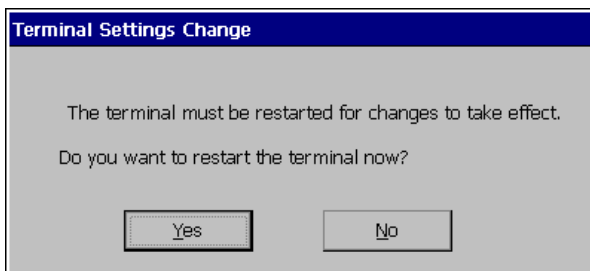 Terminal Settings Change
The terminal must be restarted for changes to take effect.
Do you want to restart the terminal now?
Yes No